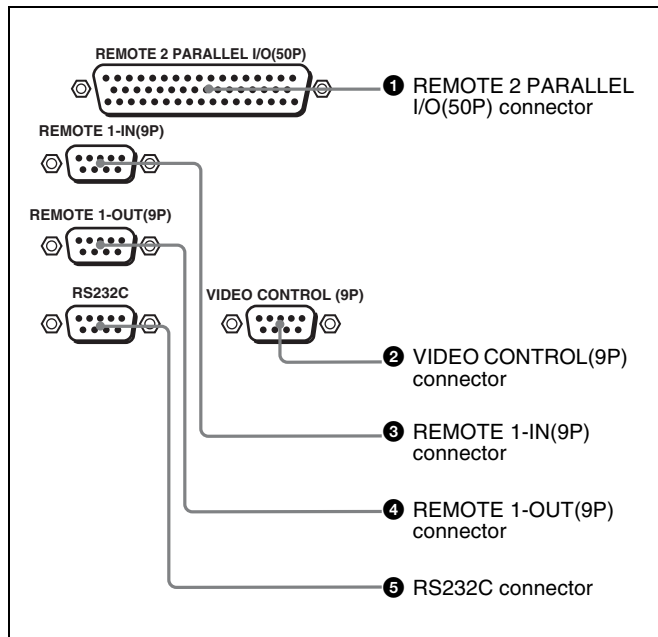 REMOTE 2 PARALLEL I/O(50P)
❶ REMOTE 2 PARALLEL
I/O(50P) connector
REMOTE 1-IN(9P)
REMOTE 1-OUT(9P)
RS232C
VIDEO CONTROL (9P)
❷ VIDEO CONTROL(9P)
connector
❸ REMOTE 1-IN(9P)
connector
❹ REMOTE 1-OUT(9P)
connector
❺ RS232C connector